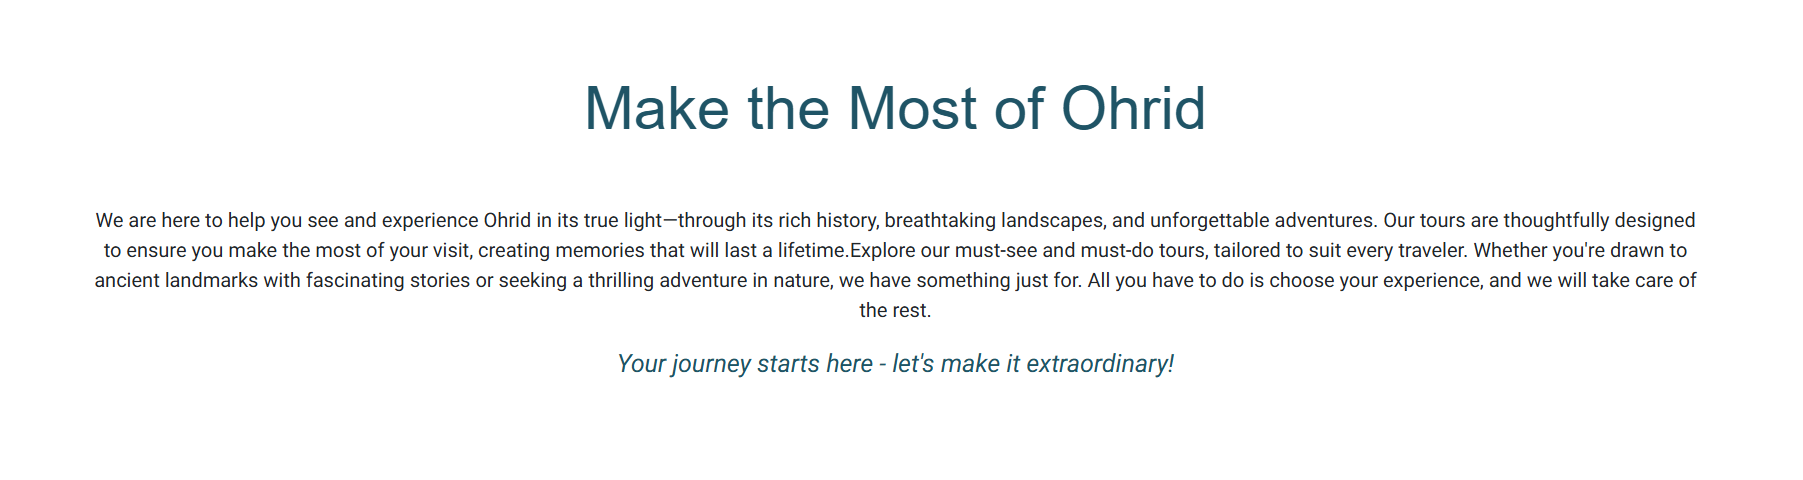 Make the Most of Ohrid
We are here to help you see and experience Ohrid in its true light—through its rich history, breathtaking landscapes, and unforgettable adventures. Our tours are thoughtfully designed
to ensure you make the most of your visit, creating memories that will last a lifetime.Explore our must-see and must-do tours, tailored to suit every traveler. Whether you're drawn to
ancient landmarks with fascinating stories or seeking a thrilling adventure in nature, we have something just for. All you have to do is choose your experience, and we will take care of
the rest.
Your journey starts here - let's make it extraordinary!